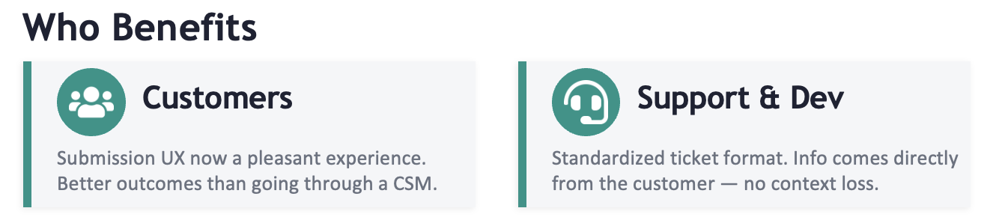 Who Benefits
Customers
Submission UX now a pleasant experience.
Better outcomes than going through a CSM.
Support & Dev
Standardized ticket format. Info comes directly
from the customer — no context loss.